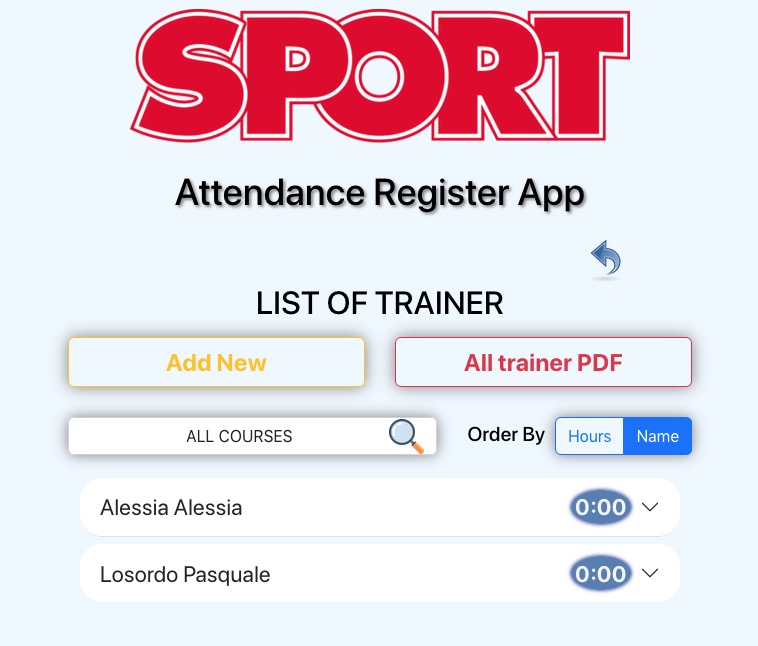 SPORT
Attendance Register App
LIST OF TRAINER
Add New
All trainer PDF
ALL COURSES
Order By
Hours
Name
Alessia Alessia
0:00
Losordo Pasquale
0:00